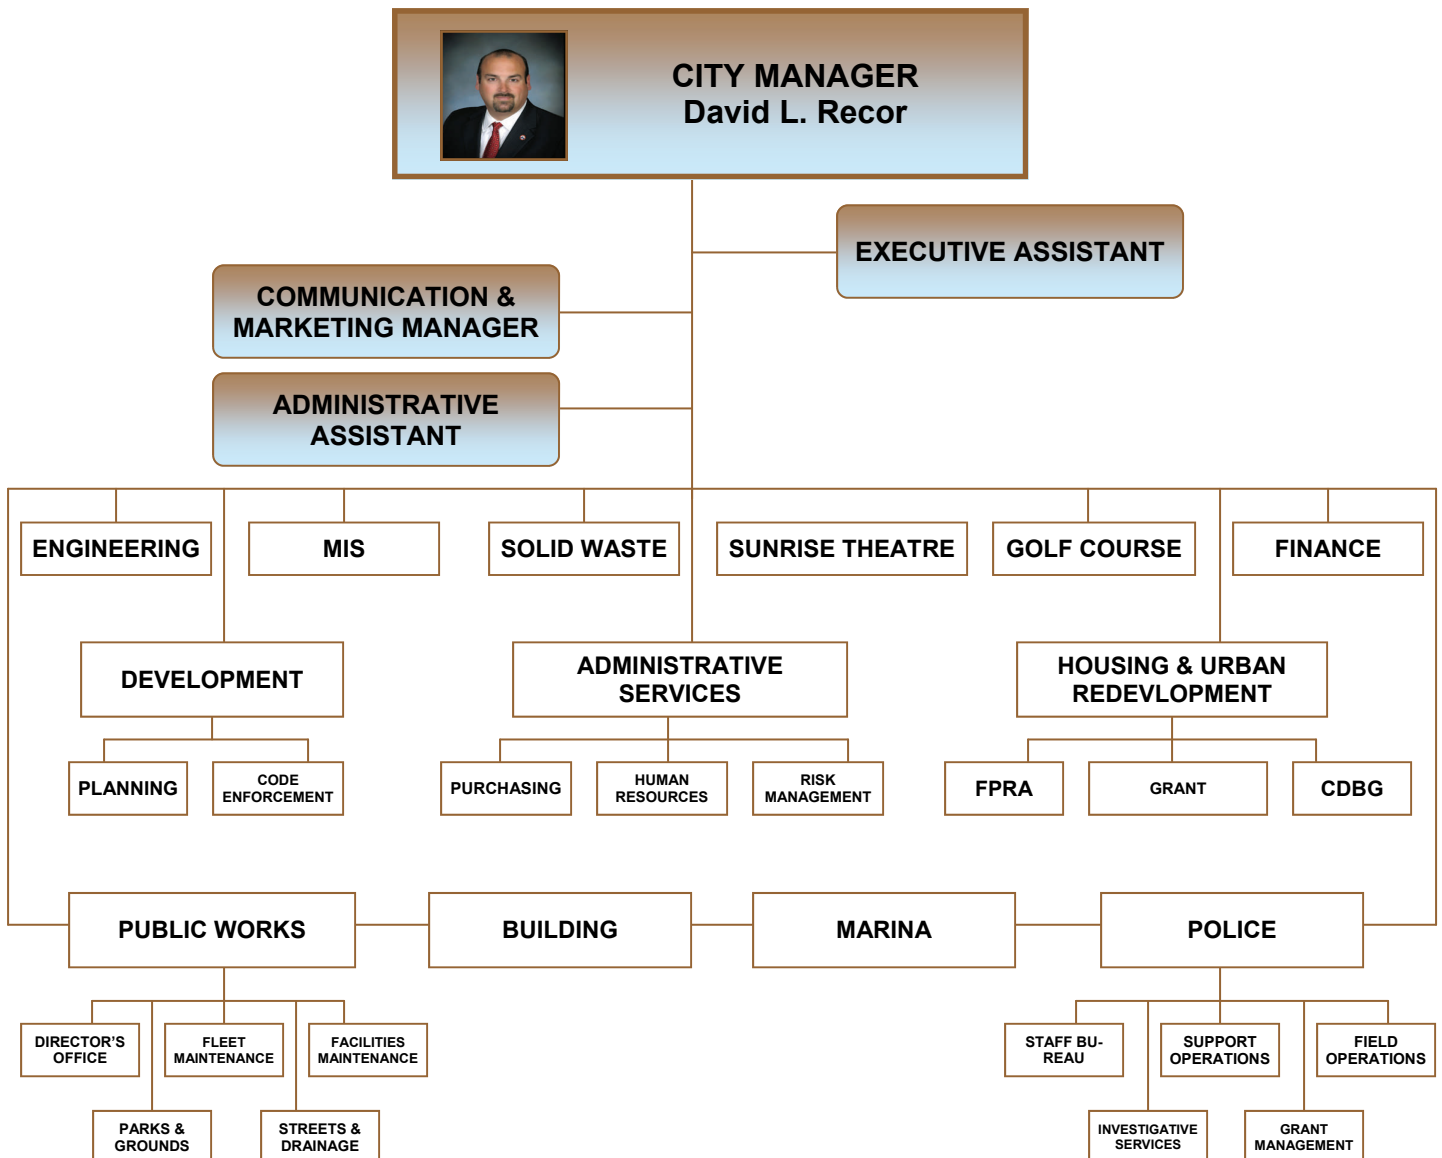 CITY MANAGER
David L. Recor
EXECUTIVE ASSISTANT
COMMUNICATION &
MARKETING MANAGER
ADMINISTRATIVE
ASSISTANT
ENGINEERING
MIS
SOLID WASTE
SUNRISE THEATRE
GOLF COURSE
FINANCE
DEVELOPMENT
ADMINISTRATIVE
SERVICES
HOUSING & URBAN
REDEVLOPMENT
PLANNING
CODE
ENFORCEMENT
PURCHASING
HUMAN
RESOURCES
RISK
MANAGEMENT
FPRA
GRANT
CDBG
PUBLIC WORKS
BUILDING
MARINA
POLICE
DIRECTOR'S
OFFICE
FLEET
MAINTENANCE
FACILITIES
MAINTENANCE
STAFF BU-
REAU
SUPPORT
OPERATIONS
FIELD
OPERATIONS
PARKS &
GROUNDS
STREETS &
DRAINAGE
INVESTIGATIVE
SERVICES
GRANT
MANAGEMENT